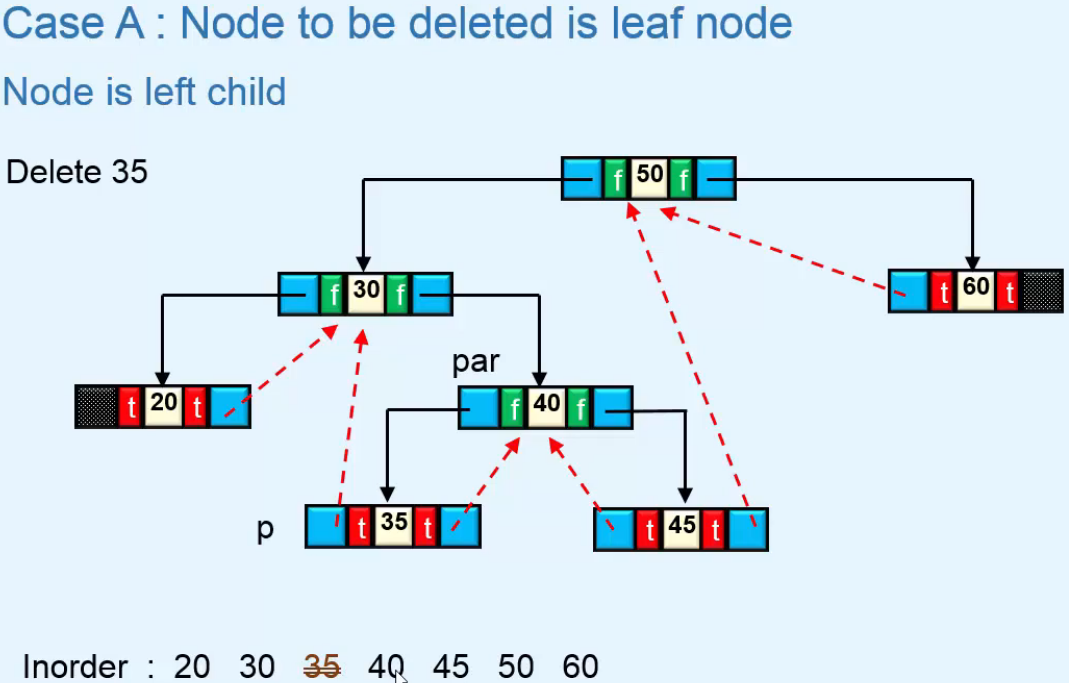 Case A : Node to be deleted is leaf node
Node is left child
Delete 35
f 50 f
f 30 f
t 60 t
par
t 20 t
f 40 f
p
t 35 t
t 45 t
Inorder : 20 30 35 40 45 50 60